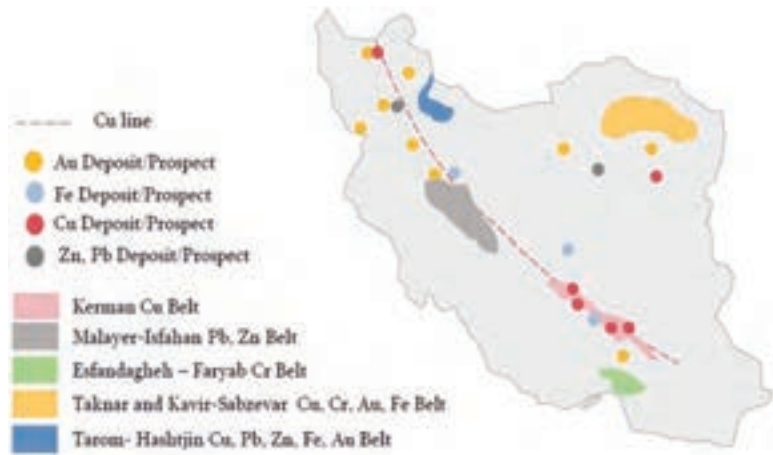 Cu line
Au Deposit/Prospect
Fe Deposit/Prospect
Cu Deposit/Prospect
Zn, Pb Deposit/Prospect
Kerman Cu Belt
Malayer-Isfahan Pb, Zn Belt
Esfandagheh – Faryab Cr Belt
Taknar and Kavir-Sabzevar Cu, Cr, Au, Fe Belt
Tarom- Hashtjin Cu, Pb, Zn, Fe, Au Belt